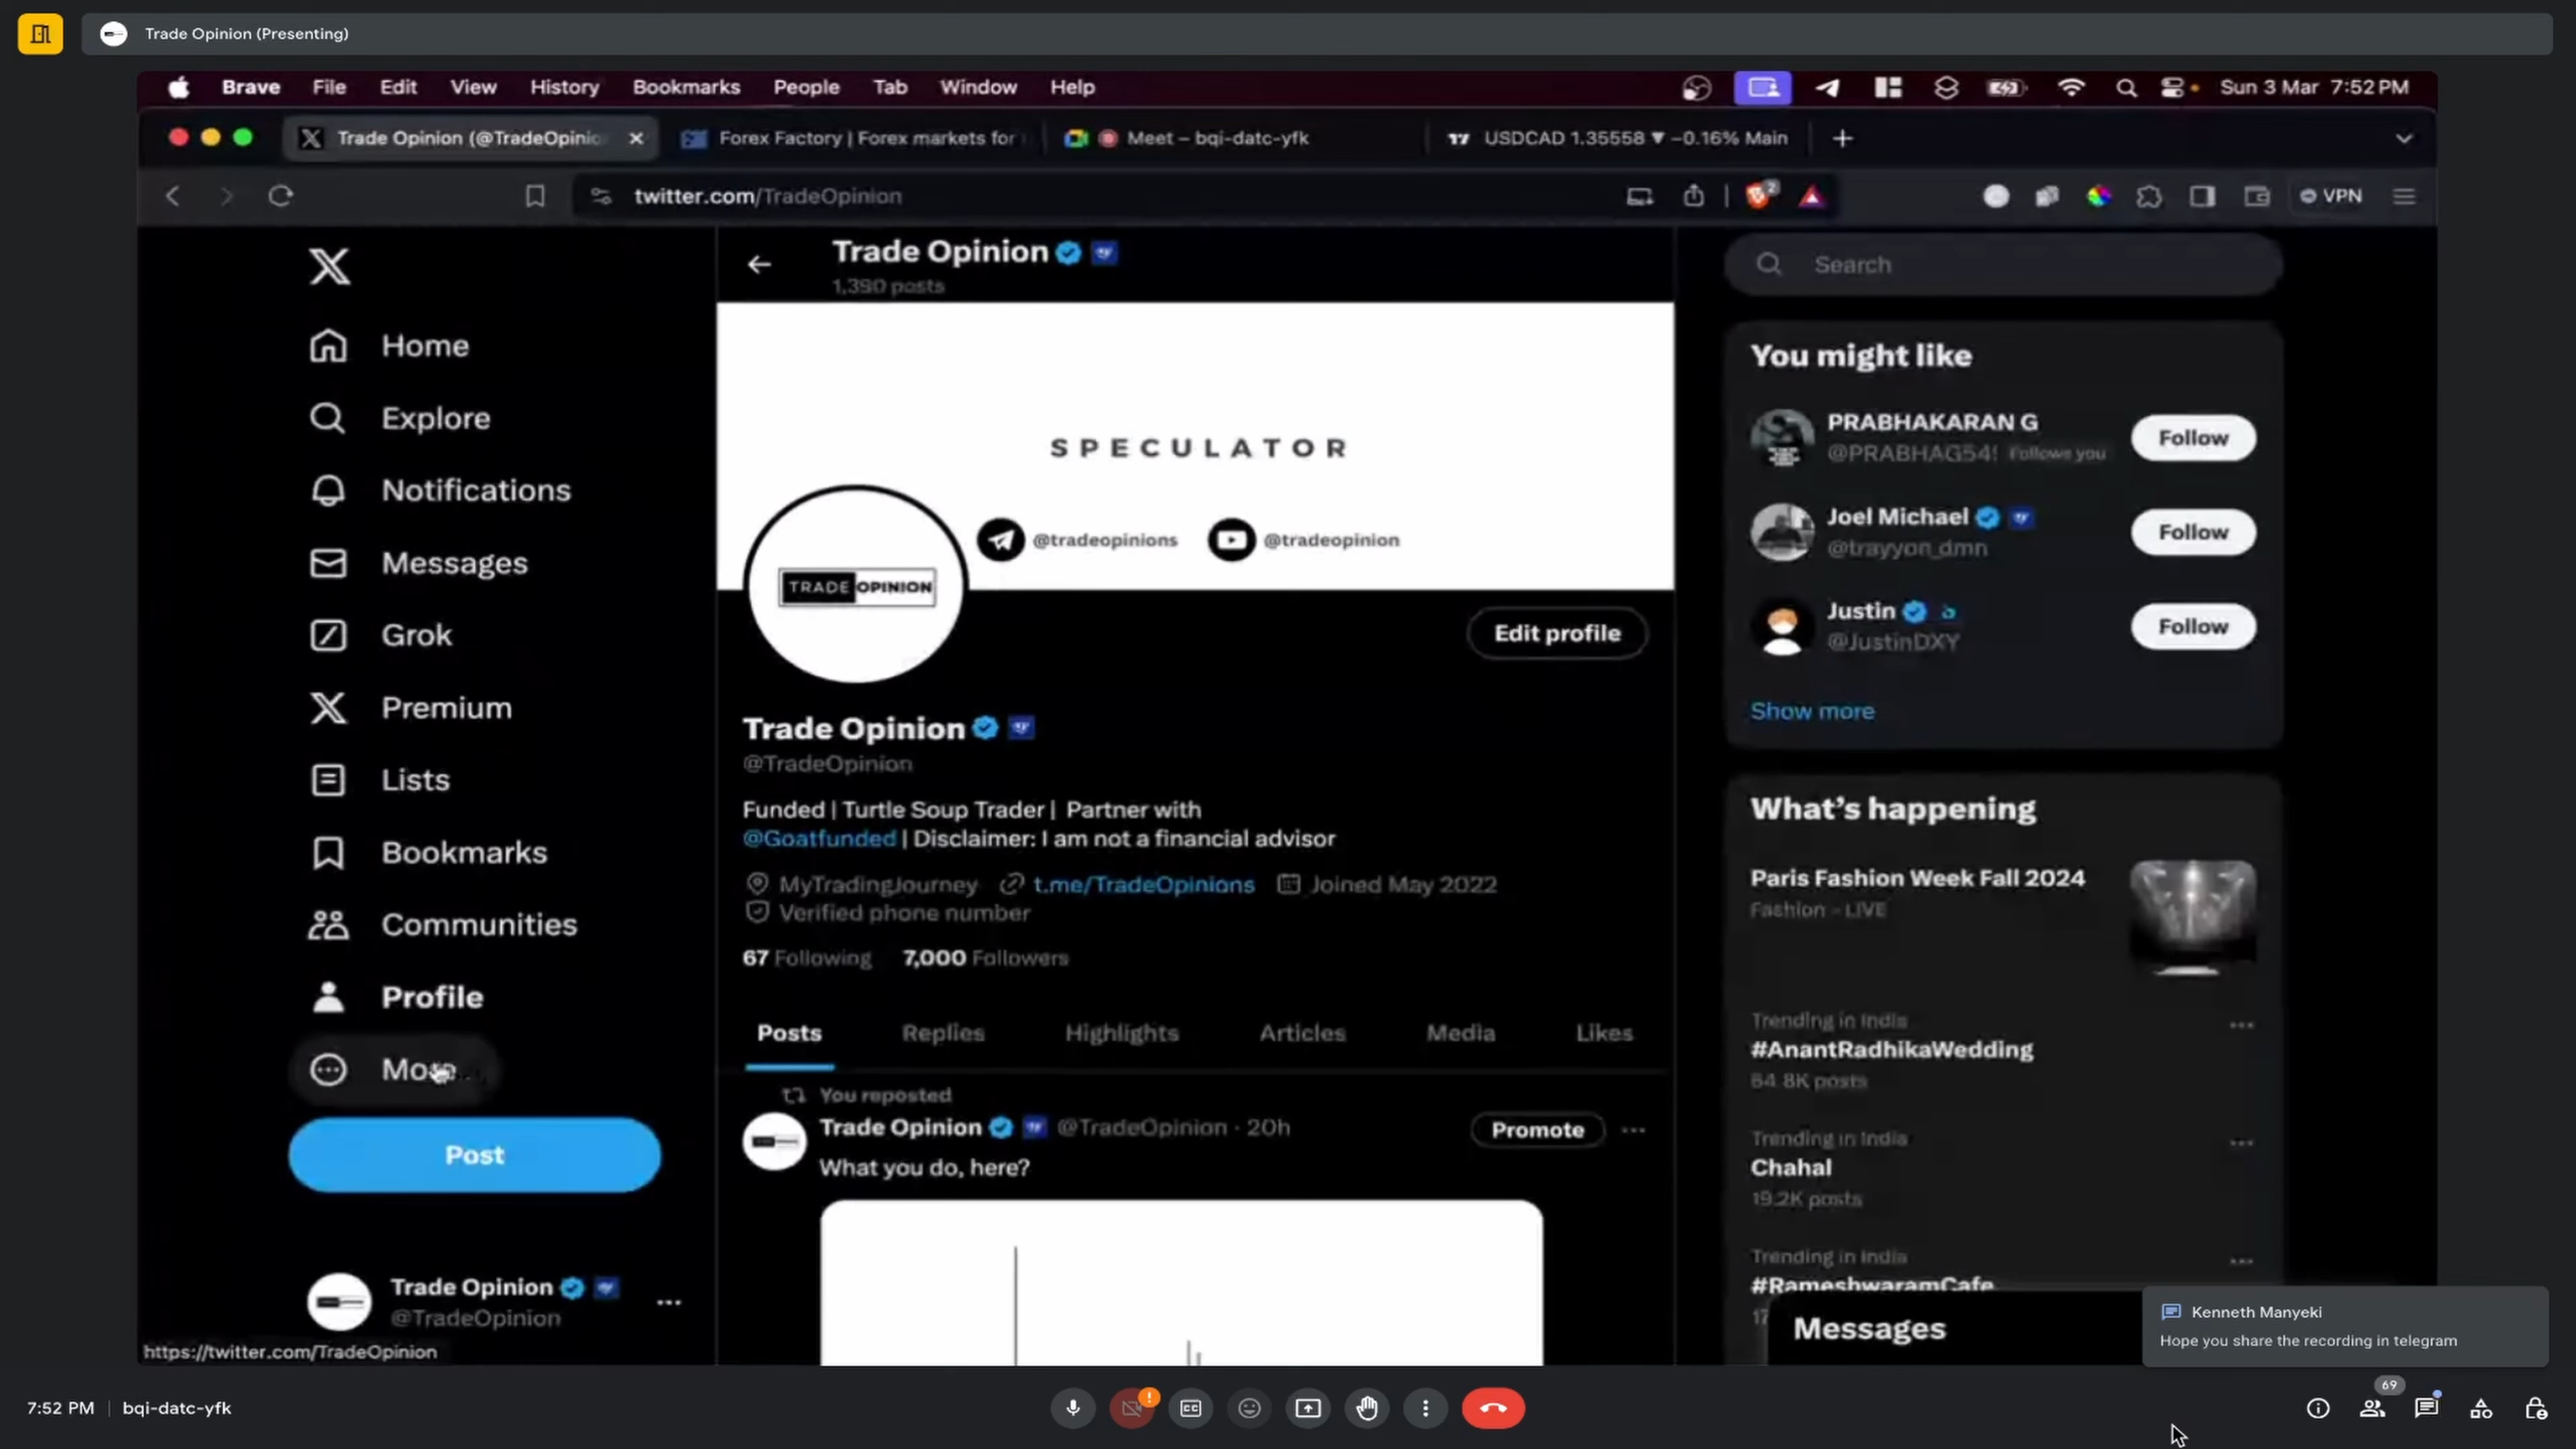 Trade Opinion (Presenting)
Brave File Edit View History Bookmarks People Tab Window Help
Sun 3 Mar 7:52 PM
Trade Opinion (@TradeOpinio
Forex Factory | Forex markets for
Meet – bqi-datc-yfk
USDCAD 1.35558 ▼ −0.16% Main
twitter.com/TradeOpinion
2
VPN
Home
Explore
Notifications
Messages
Grok
Premium
Lists
Bookmarks
Communities
Profile
More
Post
Trade Opinion
@TradeOpinion
https://twitter.com/TradeOpinion
Trade Opinion
1,390 posts
SPECULATOR
@tradeopinions
@tradeopinion
TRADE OPINION
Edit profile
Trade Opinion
@TradeOpinion
Funded | Turtle Soup Trader | Partner with
@Goatfunded | Disclaimer: I am not a financial advisor
MyTradingJourney t.me/TradeOpinions Joined May 2022
Verified phone number
67 Following 7,000 Followers
Posts Replies Highlights Articles Media Likes
You reposted
Trade Opinion @TradeOpinion · 20h
Promote
What you do, here?
Search
You might like
PRABHAKARAN G
Follows you
Follow
Joel Michael
@trayyon_dmn
Follow
Justin
@JustinDXY
Follow
Show more
What's happening
Paris Fashion Week Fall 2024
Fashion · LIVE
Trending in India
#AnantRadhikaWedding
64.8K posts
Trending in India
Chahal
19.2K posts
Trending in India
#RameshwaramCafe
Messages
Kenneth Manyeki
Hope you share the recording in telegram
7:52 PM | bqi-datc-yfk
CC
69